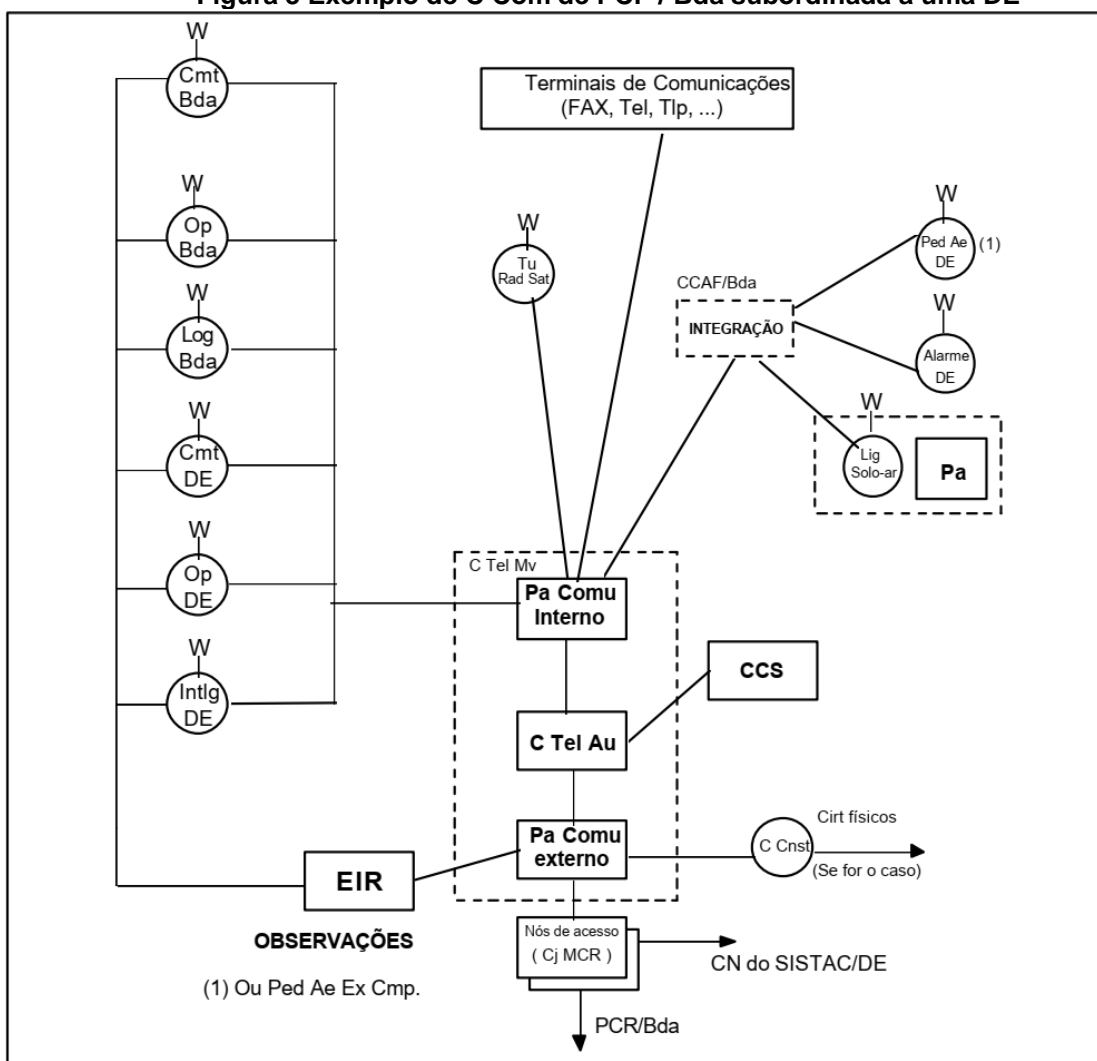 Figura 8 Exemplo de C Com do PCP / Bda subordinada a uma DE
W
Cmt
Bda
W
Op
Bda
W
Log
Bda
W
Cmt
DE
W
Op
DE
W
Intlg
DE
Terminais de Comunicações
(FAX, Tel, Tlp, ...)
W
Tu
Rad Sat
CCAF/Bda
INTEGRAÇÃO
W
Ped Ae
DE
(1)
W
Alarme
DE
W
Lig
Solo-ar
Pa
C Tel Mv
Pa Comu
Interno
CCS
C Tel Au
Pa Comu
externo
C Cnst
Cirt físicos
(Se for o caso)
EIR
Nós de acesso
( Cj MCR )
CN do SISTAC/DE
PCR/Bda
OBSERVAÇÕES
(1) Ou Ped Ae Ex Cmp.